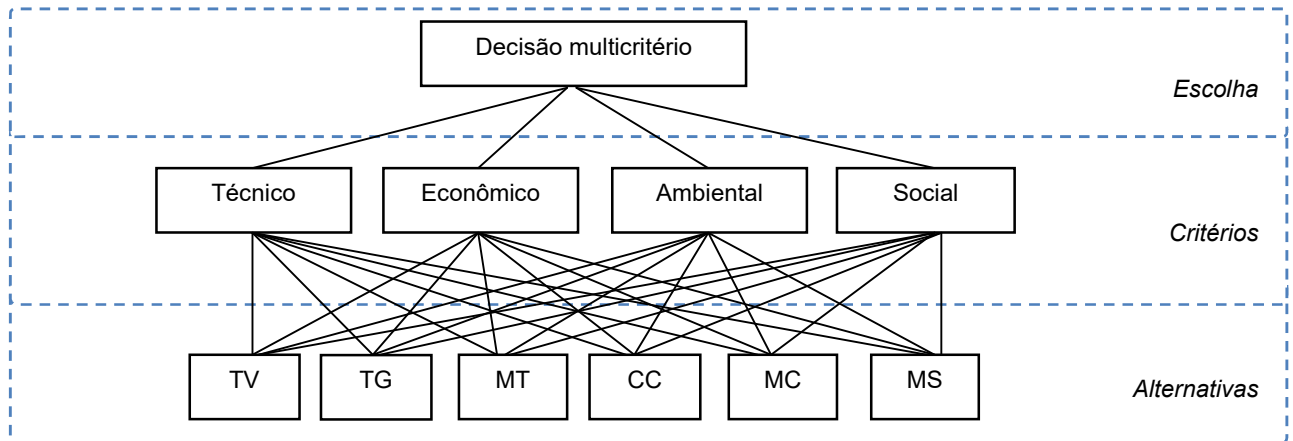 Decisão multicritério
Escolha
Técnico
Econômico
Ambiental
Social
Critérios
TV
TG
MT
CC
MC
MS
Alternativas